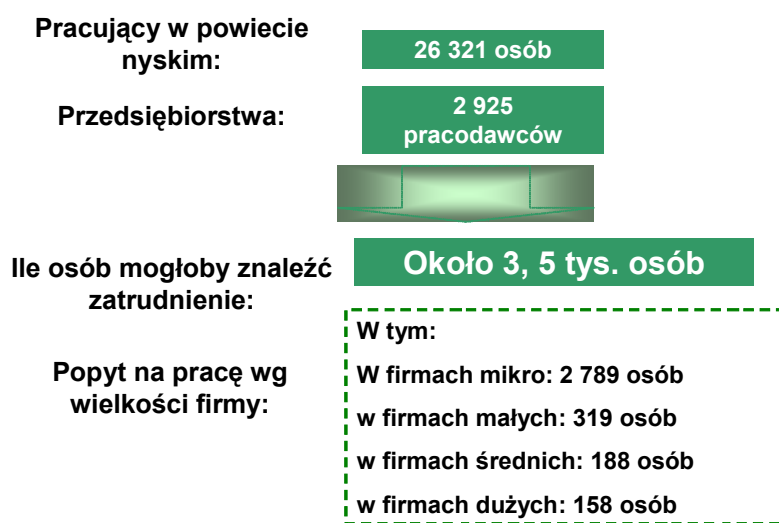 Pracujący w powiecie
nyskim:
26 321 osób
Przedsiębiorstwa:
2 925
pracodawców
Ile osób mogłoby znaleźć
zatrudnienie:
Około 3, 5 tys. osób
Popyt na pracę wg
wielkości firmy:
W tym:
W firmach mikro: 2 789 osób
w firmach małych: 319 osób
w firmach średnich: 188 osób
w firmach dużych: 158 osób